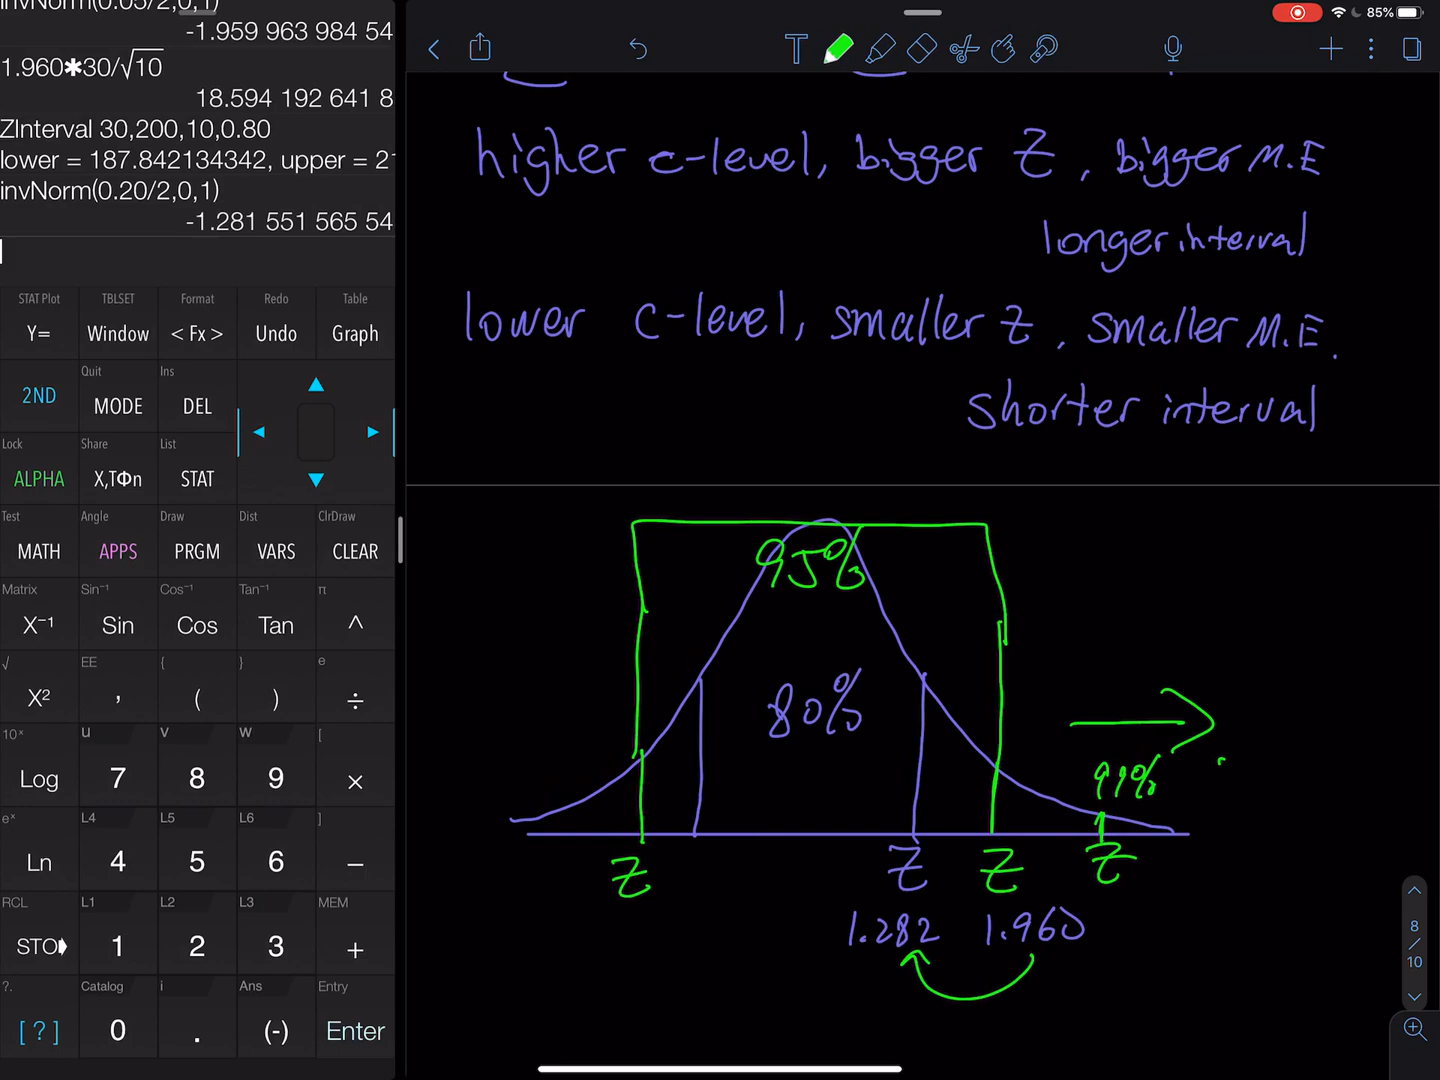 invNorm(0.05/2,0,1)
-1.959 963 984 54
1.960✱30/√10
18.594 192 641 8
ZInterval 30,200,10,0.80
lower = 187.842134342, upper = 21
invNorm(0.20/2,0,1)
-1.281 551 565 54
STAT Plot TBLSET Format Redo Table
Y= Window < Fx > Undo Graph
Quit Ins
2ND MODE DEL
Lock Share List
ALPHA X,TΦn STAT
Test Angle Draw Dist ClrDraw
MATH APPS PRGM VARS CLEAR
Matrix Sin⁻¹ Cos⁻¹ Tan⁻¹ π
X⁻¹ Sin Cos Tan ^
√ EE { } e
X² , ( ) ÷
10ˣ u v w [
Log 7 8 9 ×
eˣ L4 L5 L6 ]
Ln 4 5 6 −
RCL L1 L2 L3 MEM
STO 1 2 3 +
?. Catalog i Ans Entry
[ ? ] 0 . (-) Enter
85%
T
higher c-level, bigger Z, bigger M.E
longer interval
lower c-level, smaller z, smaller M.E.
shorter interval
95%
80%
99%
Z Z Z Z
1.282 1.960
8
/
10